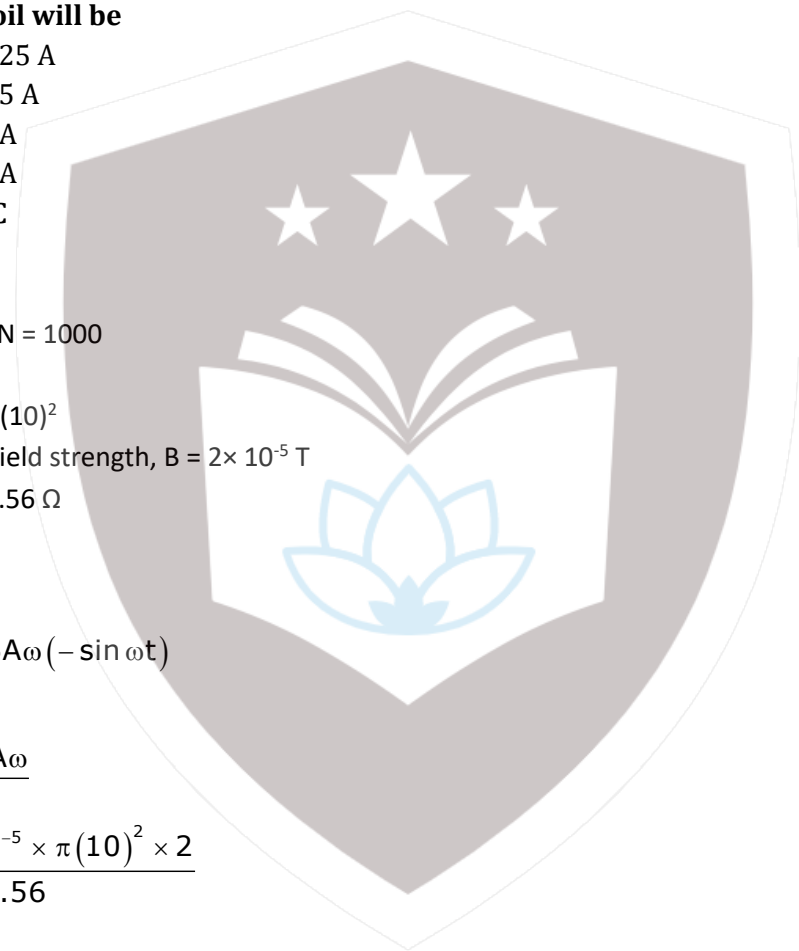 oil will be
25 A
5 A
A
A
C
N = 1000
(10)²
ield strength, B = 2× 10⁻⁵ T
.56 Ω
Aω(− sin ωt)
Aω
⁻⁵ × π(10)² × 2
.56